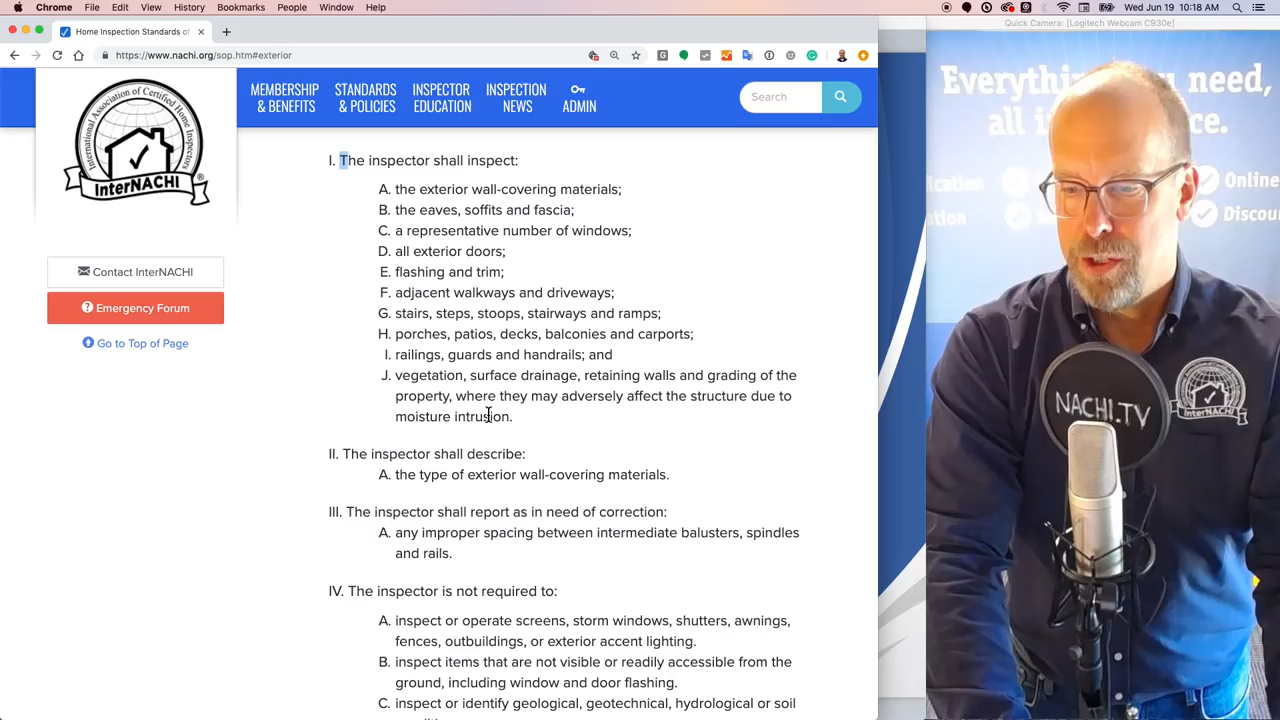 Chrome File Edit View History Bookmarks People Window Help
Wed Jun 19 10:18 AM
Quick Camera: [Logitech Webcam C930e]
Home Inspection Standards of
https://www.nachi.org/sop.htm#exterior
International Association of Certified Home Inspectors
InterNACHI
MEMBERSHIP
& BENEFITS
STANDARDS
& POLICIES
INSPECTOR
EDUCATION
INSPECTION
NEWS
ADMIN
Search
Contact InterNACHI
Emergency Forum
Go to Top of Page
I. The inspector shall inspect:
A. the exterior wall-covering materials;
B. the eaves, soffits and fascia;
C. a representative number of windows;
D. all exterior doors;
E. flashing and trim;
F. adjacent walkways and driveways;
G. stairs, steps, stoops, stairways and ramps;
H. porches, patios, decks, balconies and carports;
I. railings, guards and handrails; and
J. vegetation, surface drainage, retaining walls and grading of the
property, where they may adversely affect the structure due to
moisture intrusion.
II. The inspector shall describe:
A. the type of exterior wall-covering materials.
III. The inspector shall report as in need of correction:
A. any improper spacing between intermediate balusters, spindles
and rails.
IV. The inspector is not required to:
A. inspect or operate screens, storm windows, shutters, awnings,
fences, outbuildings, or exterior accent lighting.
B. inspect items that are not visible or readily accessible from the
ground, including window and door flashing.
C. inspect or identify geological, geotechnical, hydrological or soil
Everything need,
all in
Online
Discou
NACHI.TV
InterNACHI